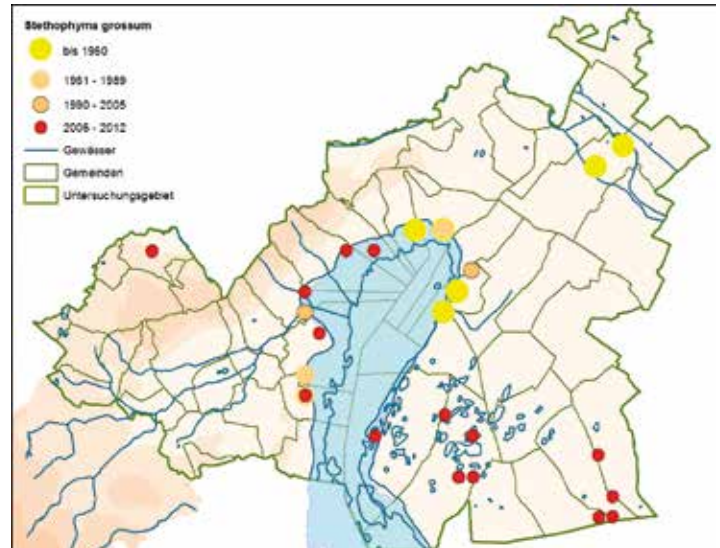 Stethophyma grossum
bis 1960
1961 - 1989
1990 - 2005
2006 - 2012
Gewässer
Gemeinden
Untersuchungsgebiet